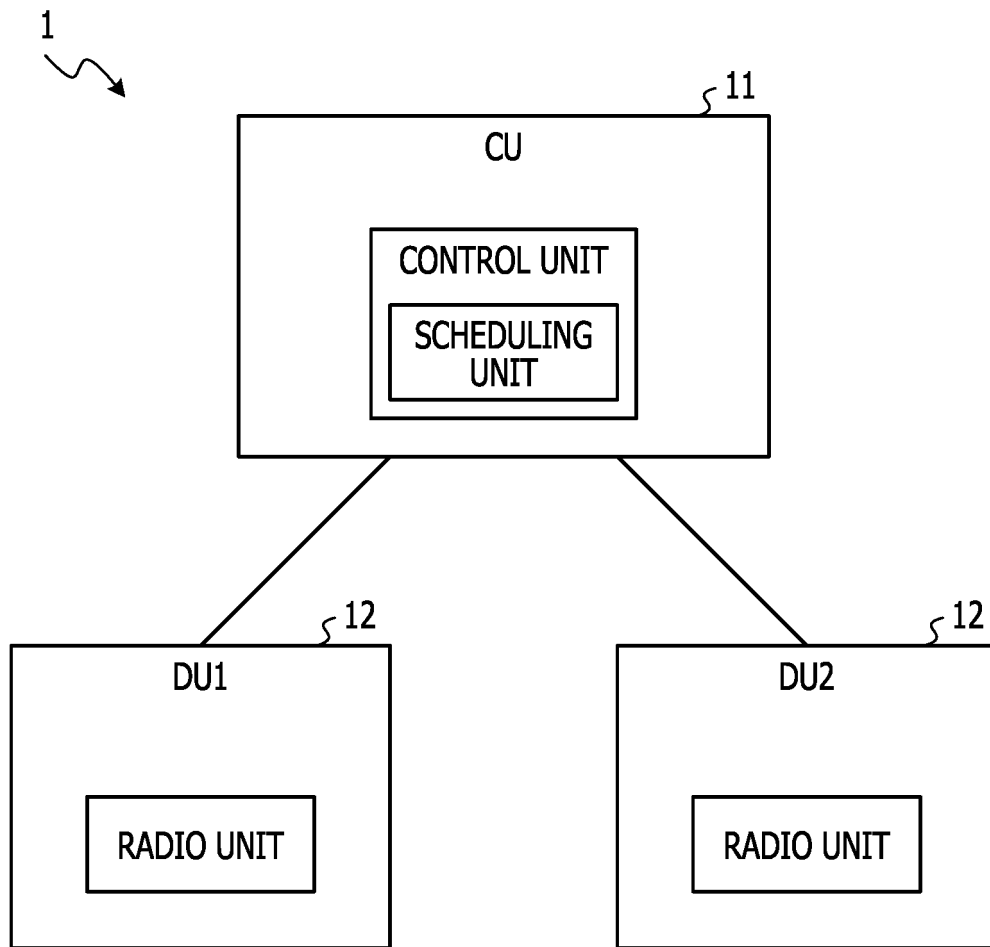 1
11
CU
CONTROL UNIT
SCHEDULING
UNIT
12
12
DU1
DU2
RADIO UNIT
RADIO UNIT